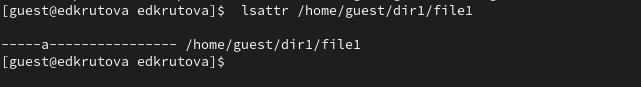 [guest@edkrutova edkrutova]$  lsattr /home/guest/dir1/file1
-----a---------------- /home/guest/dir1/file1
[guest@edkrutova edkrutova]$